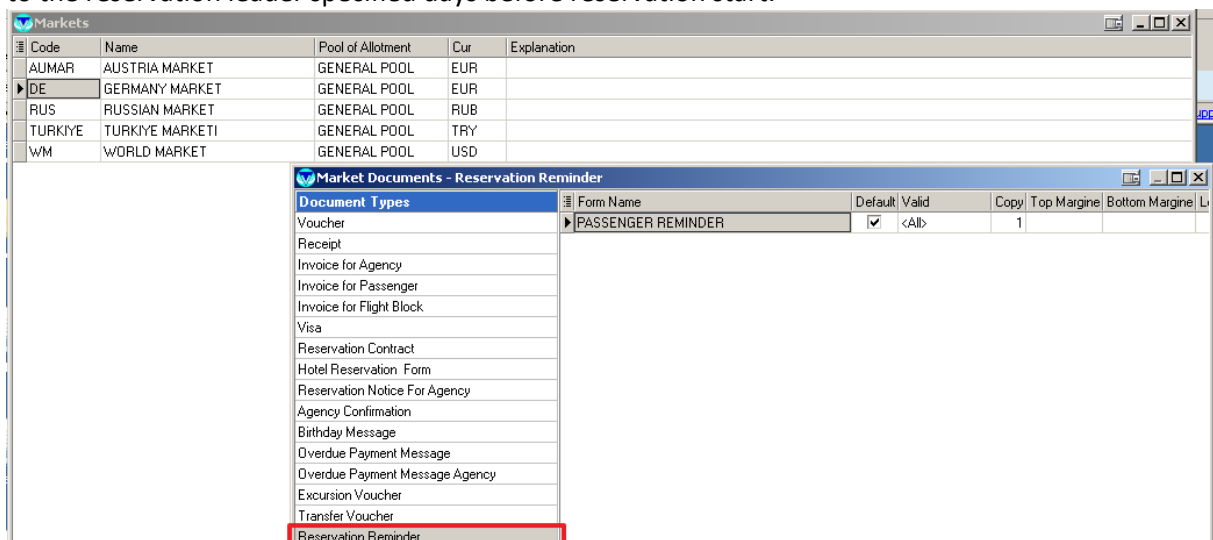 to the reservation leader specified days before reservation start.
Markets
Code Name Pool of Allotment Cur Explanation
AUMAR AUSTRIA MARKET GENERAL POOL EUR
DE GERMANY MARKET GENERAL POOL EUR
RUS RUSSIAN MARKET GENERAL POOL RUB
TURKIYE TURKIYE MARKETI GENERAL POOL TRY
WM WORLD MARKET GENERAL POOL USD
Market Documents - Reservation Reminder
Document Types Form Name Default Valid Copy Top Margine Bottom Margine
Voucher PASSENGER REMINDER <All> 1
Receipt
Invoice for Agency
Invoice for Passenger
Invoice for Flight Block
Visa
Reservation Contract
Hotel Reservation Form
Reservation Notice For Agency
Agency Confirmation
Birthday Message
Overdue Payment Message
Overdue Payment Message Agency
Excursion Voucher
Transfer Voucher
Reservation Reminder